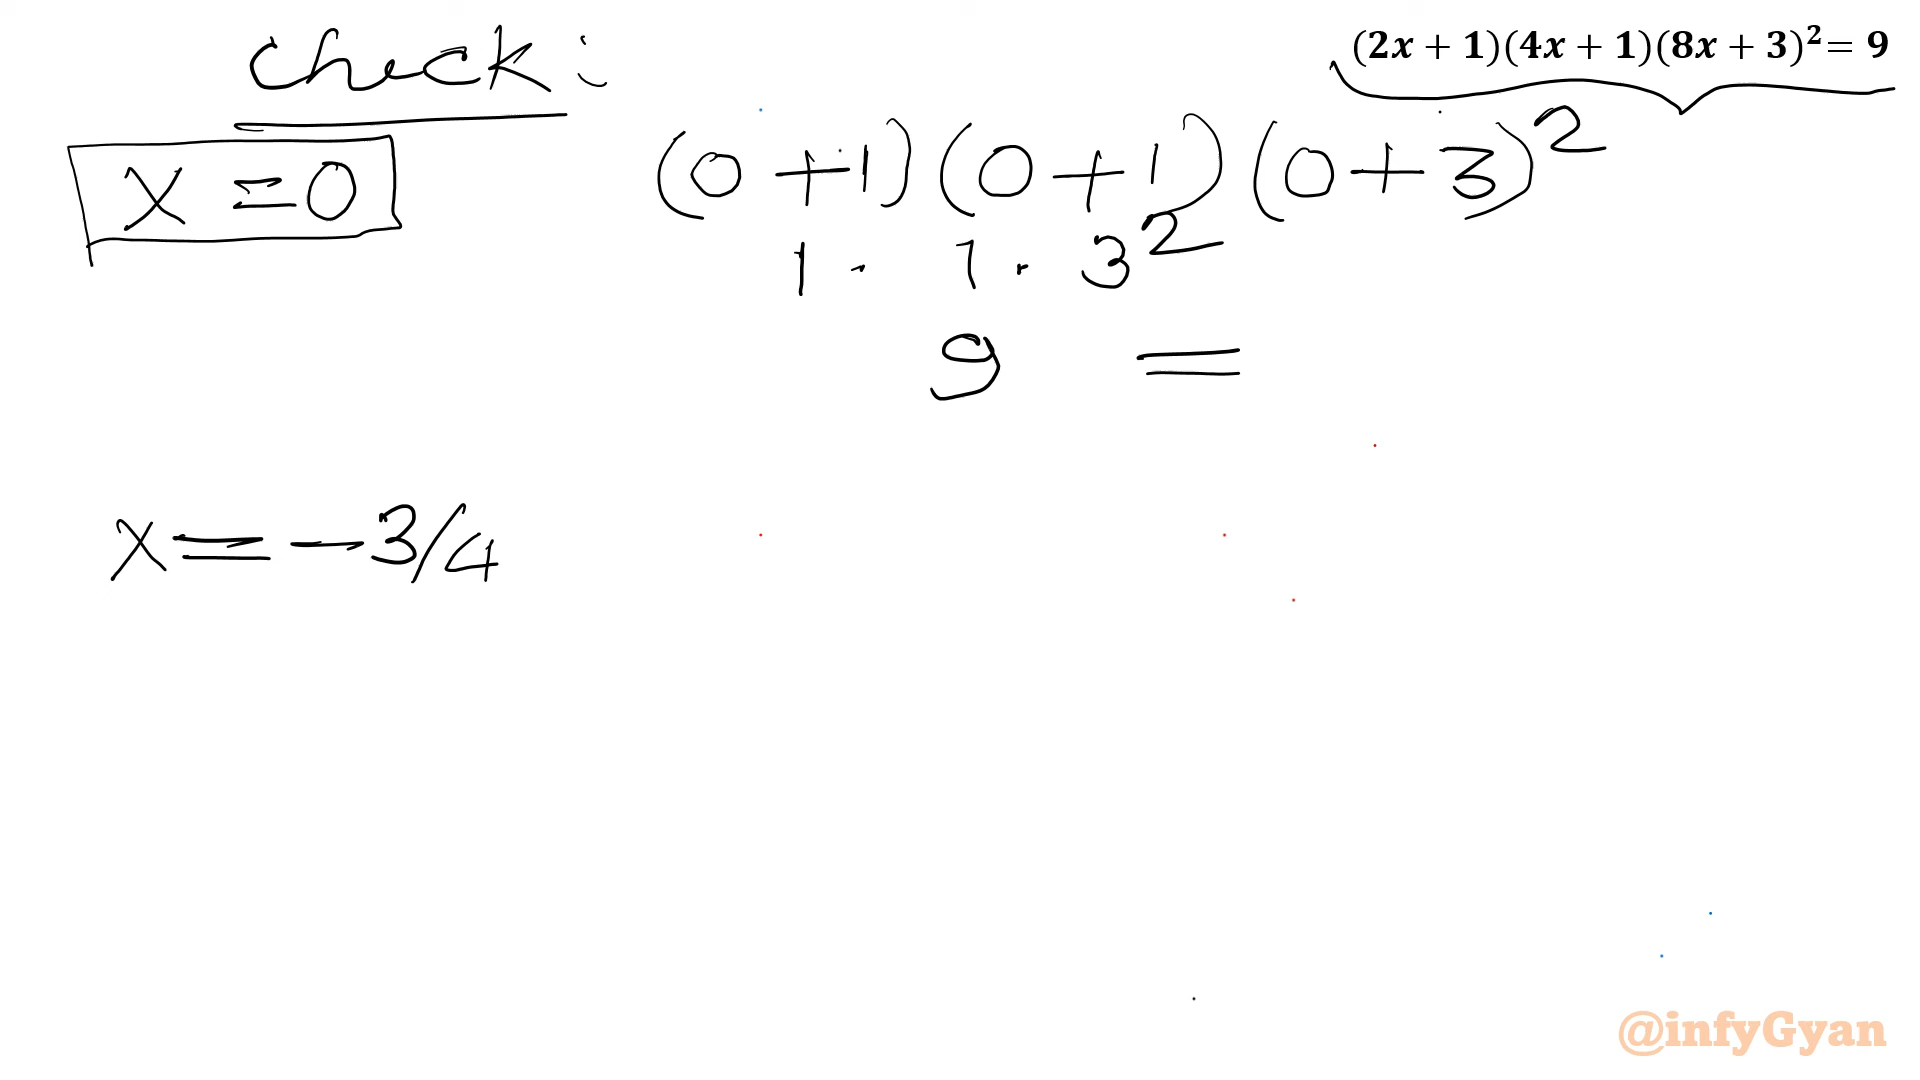 check:
(2x + 1)(4x + 1)(8x + 3)²= 9
x = 0
(0+1)(0+1)(0+3)²
1 . 1 . 3²
9 =
x = -3/4
@infyGyan